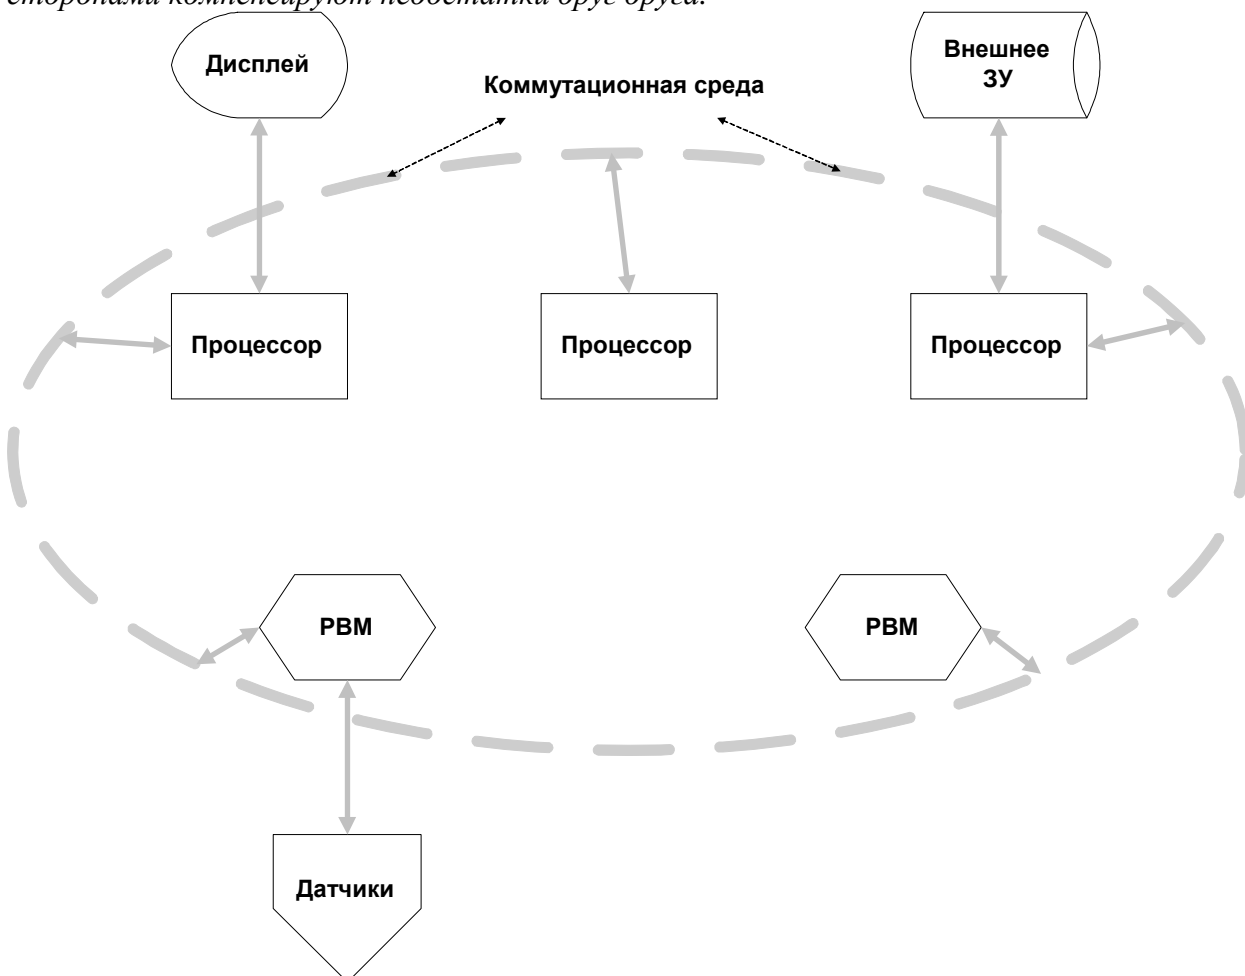 сторонами компенсируют недостатки друг друга.
Дисплей
Коммутационная среда
Внешнее
ЗУ
Процессор
Процессор
Процессор
РВМ
РВМ
Датчики